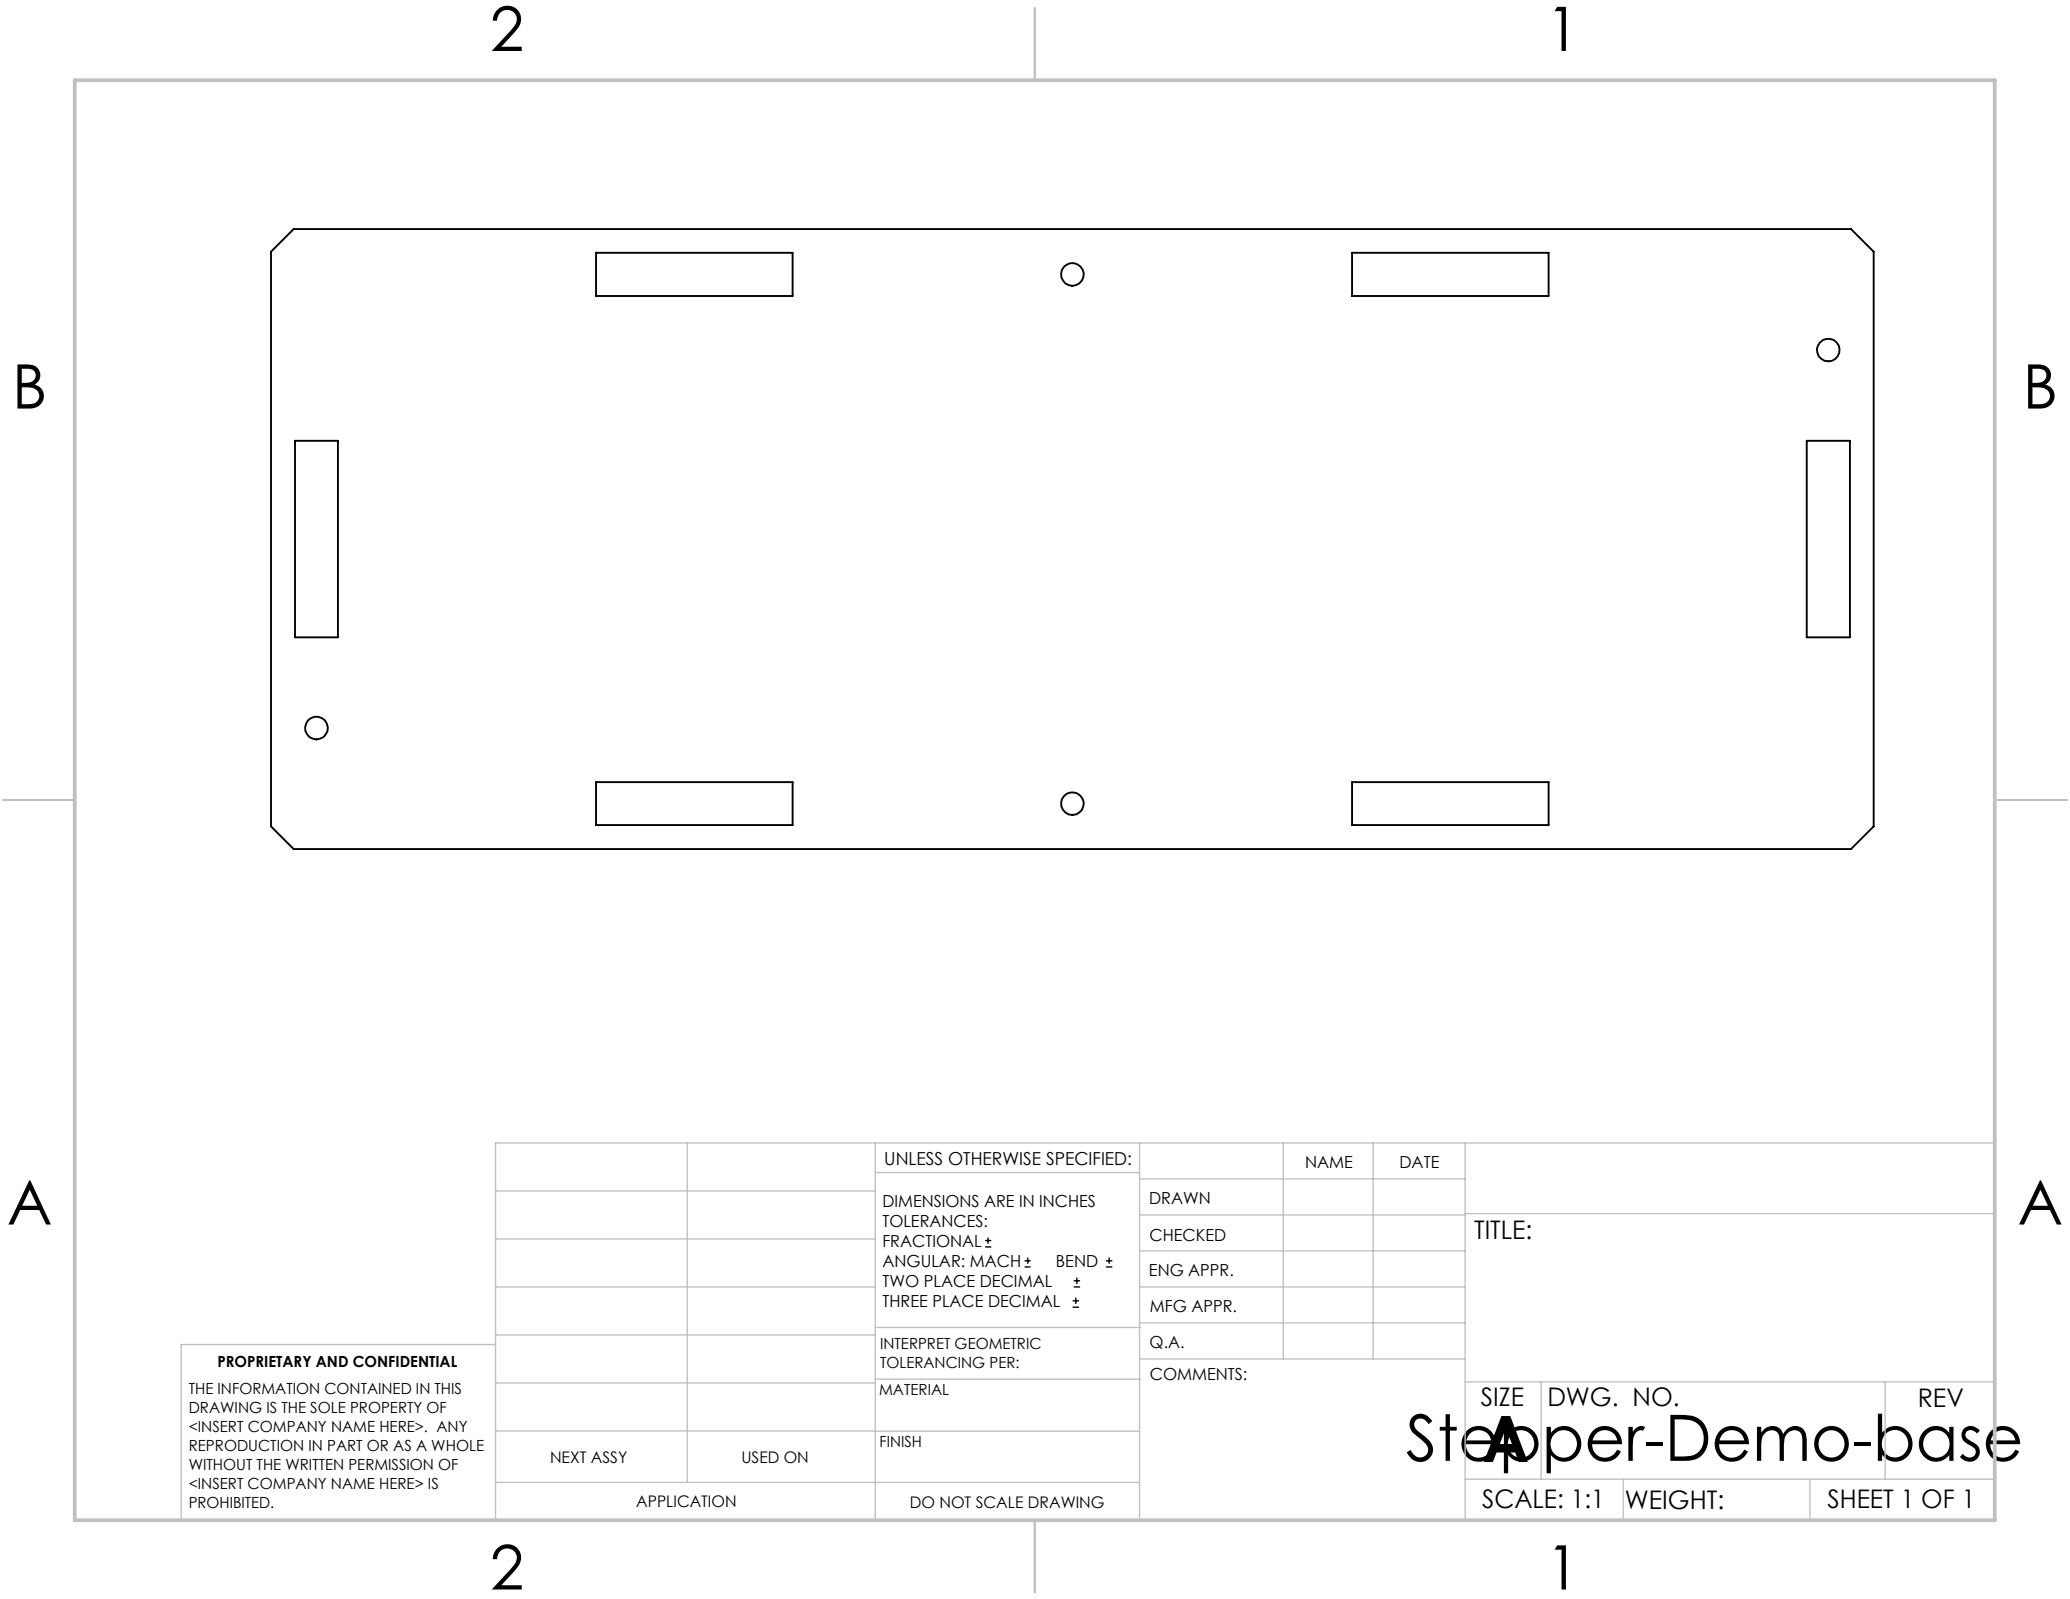 2 1
B B
A A
UNLESS OTHERWISE SPECIFIED:
DIMENSIONS ARE IN INCHES
TOLERANCES:
FRACTIONAL ±
ANGULAR: MACH ± BEND ±
TWO PLACE DECIMAL ±
THREE PLACE DECIMAL ±
INTERPRET GEOMETRIC
TOLERANCING PER:
MATERIAL
FINISH
DO NOT SCALE DRAWING
NAME DATE
DRAWN
CHECKED
ENG APPR.
MFG APPR.
Q.A.
COMMENTS:
TITLE:
SIZE DWG. NO. REV
A
Stepper-Demo-base
SCALE: 1:1 WEIGHT: SHEET 1 OF 1
PROPRIETARY AND CONFIDENTIAL
THE INFORMATION CONTAINED IN THIS
DRAWING IS THE SOLE PROPERTY OF
<INSERT COMPANY NAME HERE>. ANY
REPRODUCTION IN PART OR AS A WHOLE
WITHOUT THE WRITTEN PERMISSION OF
<INSERT COMPANY NAME HERE> IS
PROHIBITED.
NEXT ASSY USED ON
APPLICATION
2 1